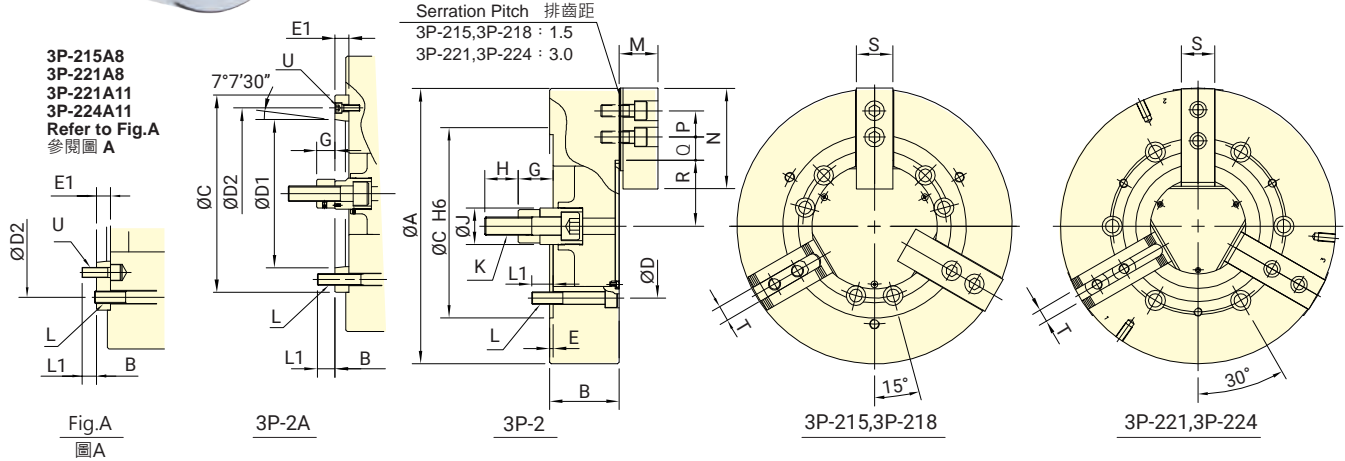 Serration Pitch 排齒距
3P-215,3P-218：1.5
3P-221,3P-224：3.0
3P-215A8
3P-221A8
3P-221A11
3P-224A11
Refer to Fig.A
參閱圖 A
E1
U
ØD2
L
L1
B
Fig.A
圖A
E1
U
7°7'30"
G
ØC
ØD2
ØD1
L
L1
B
3P-2A
M
N
P
Q
R
H
G
ØA
ØC H6
ØJ
K
L1
ØD
L
E
B
3P-2
S
T
15°
3P-215,3P-218
S
2
3
1
T
30°
3P-221,3P-224